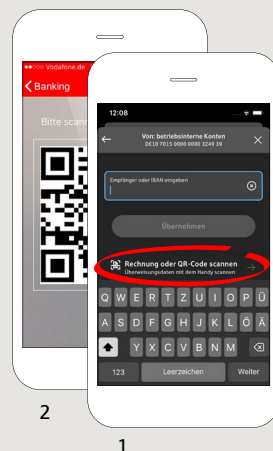 Vodafone.de
Banking
Bitte scann
12:08
Von: betriebsinterne Konten
DE10 7015 0000 0000 3249 39
Empfänger oder IBAN eingeben
Übernehmen
Rechnung oder QR-Code scannen
Überweisungsdaten mit dem Handy scannen
Q W E R T Z U I O P Ü
A S D F G H J K L Ö Ä
Y X C V B N M
123 Leerzeichen Weiter
2
1